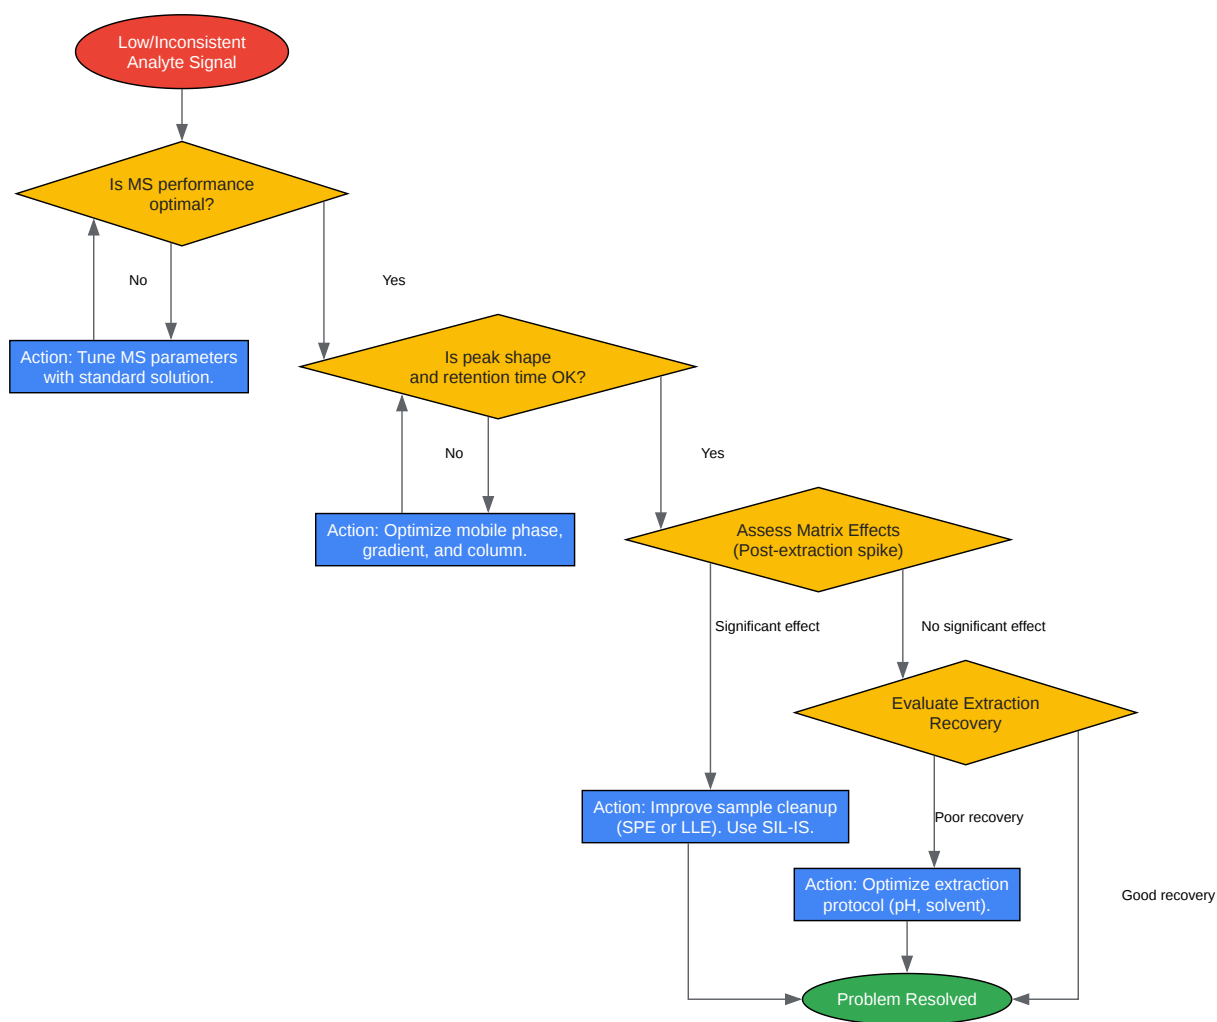 Low/Inconsistent
Analyte Signal
Is MS performance
optimal?
No
Yes
Action: Tune MS parameters
with standard solution.
Is peak shape
and retention time OK?
No
Yes
Action: Optimize mobile phase,
gradient, and column.
Assess Matrix Effects
(Post-extraction spike)
Significant effect
No significant effect
Evaluate Extraction
Recovery
Action: Improve sample cleanup
(SPE or LLE). Use SIL-IS.
Poor recovery
Action: Optimize extraction
protocol (pH, solvent).
Good recovery
Problem Resolved